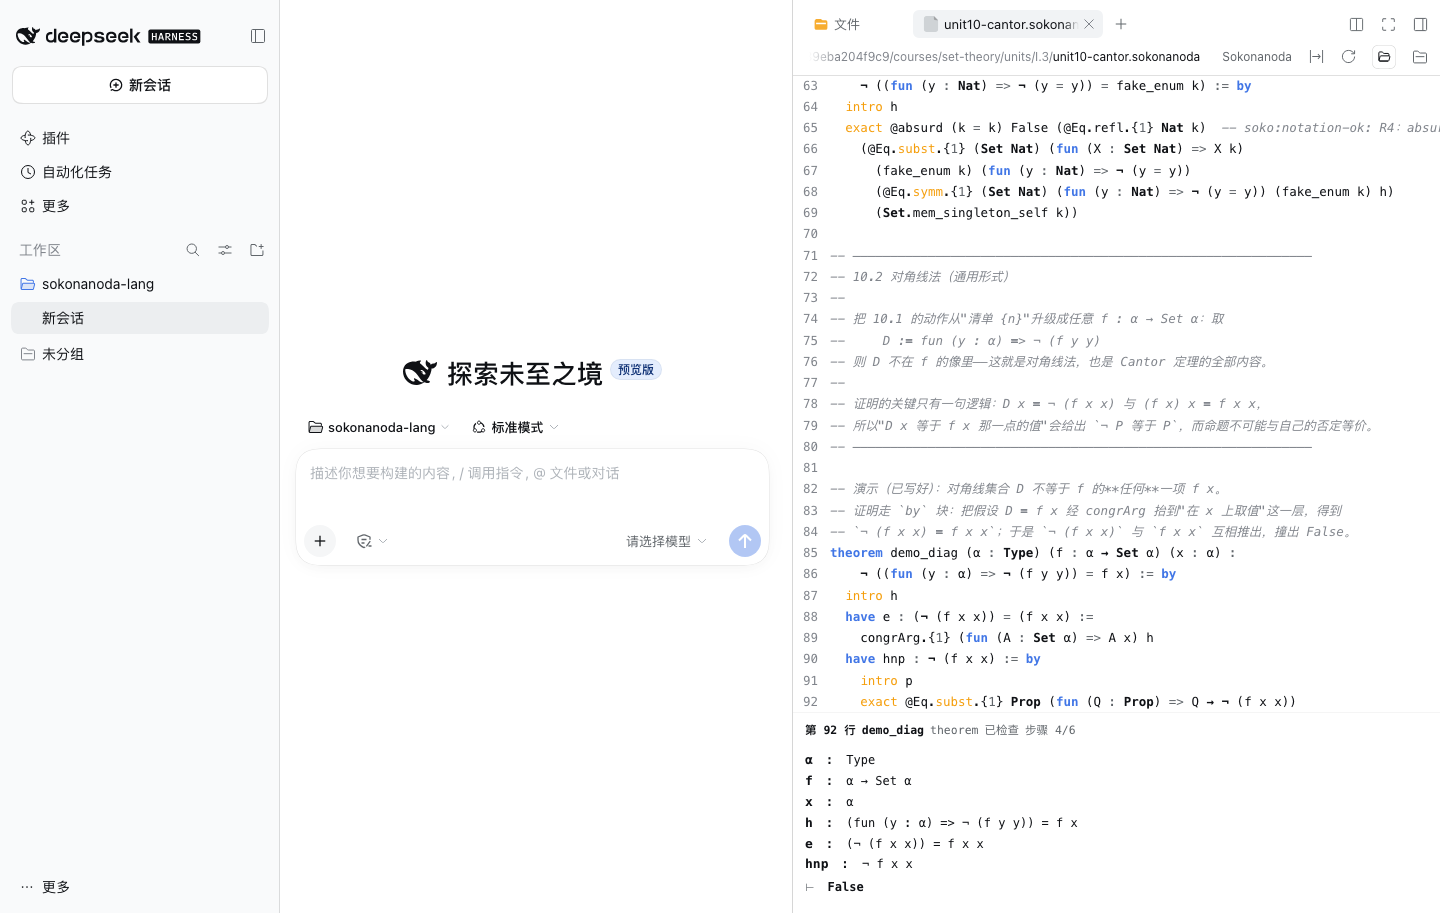 deepseek HARNESS
新会话
插件
自动化任务
更多
工作区
sokonanoda-lang
新会话
未分组
更多
探索未至之境 预览版
sokonanoda-lang 标准模式
描述你想要构建的内容, / 调用指令, @ 文件或对话
请选择模型
文件
unit10-cantor.sokonan
9eba204f9c9/courses/set-theory/units/l.3/unit10-cantor.sokonanoda Sokonanoda
63 ¬ ((fun (y : Nat) => ¬ (y = y)) = fake_enum k) := by
64 intro h
65 exact @absurd (k = k) False (@Eq.refl.{1} Nat k) -- soko:notation-ok: R4: absur
66 (@Eq.subst.{1} (Set Nat) (fun (X : Set Nat) => X k)
67 (fake_enum k) (fun (y : Nat) => ¬ (y = y))
68 (@Eq.symm.{1} (Set Nat) (fun (y : Nat) => ¬ (y = y)) (fake_enum k) h)
69 (Set.mem_singleton_self k))
70
71 -- ─────────────────────────────────────────────────────────────
72 -- 10.2 对角线法（通用形式）
73 --
74 -- 把 10.1 的动作从"清单 {n}"升级成任意 f : α → Set α: 取
75 -- D := fun (y : α) => ¬ (f y y)
76 -- 则 D 不在 f 的像里——这就是对角线法, 也是 Cantor 定理的全部内容。
77 --
78 -- 证明的关键只有一句逻辑: D x = ¬ (f x x) 与 (f x) x = f x x,
79 -- 所以"D x 等于 f x 那一点的值"会给出 `¬ P 等于 P`, 而命题不可能与自己的否定等价。
80 -- ─────────────────────────────────────────────────────────────
81
82 -- 演示（已写好）: 对角线集合 D 不等于 f 的**任何**一项 f x。
83 -- 证明走 `by` 块: 把假设 D = f x 经 congrArg 抬到"在 x 上取值"这一层, 得到
84 -- `¬ (f x x) = f x x`; 于是 `¬ (f x x)` 与 `f x x` 互相推出, 撞出 False。
85 theorem demo_diag (α : Type) (f : α → Set α) (x : α) :
86 ¬ ((fun (y : α) => ¬ (f y y)) = f x) := by
87 intro h
88 have e : (¬ (f x x)) = (f x x) :=
89 congrArg.{1} (fun (A : Set α) => A x) h
90 have hnp : ¬ (f x x) := by
91 intro p
92 exact @Eq.subst.{1} Prop (fun (Q : Prop) => Q → ¬ (f x x))
第 92 行 demo_diag theorem 已检查 步骤 4/6
α : Type
f : α → Set α
x : α
h : (fun (y : α) => ¬ (f y y)) = f x
e : (¬ (f x x)) = f x x
hnp : ¬ f x x
⊢ False